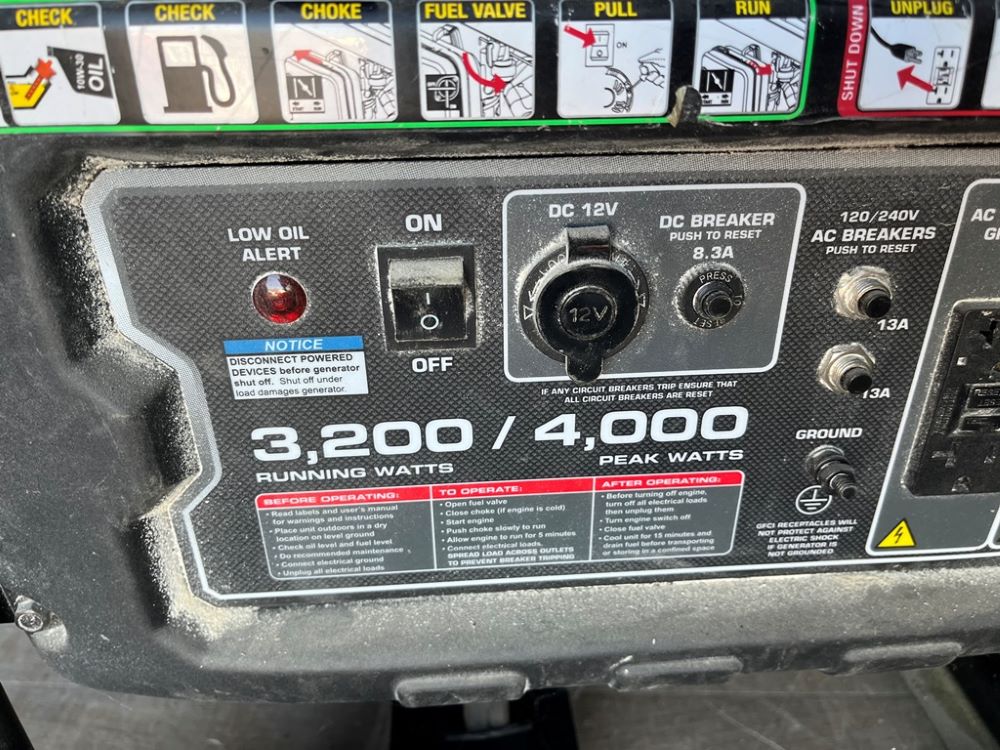 CHECK
CHECK
CHOKE
FUEL VALVE
PULL
RUN
SHUT DOWN
UNPLUG
10W-30
OIL
ON
LOW OIL
ALERT
ON
OFF
NOTICE
DISCONNECT POWERED
DEVICES before generator
shut off. Shut off under
load damages generator.
DC 12V
12V
DC BREAKER
PUSH TO RESET
8.3A
PRESS
IF ANY CIRCUIT BREAKERS TRIP ENSURE THAT
ALL CIRCUIT BREAKERS ARE RESET
120/240V
AC BREAKERS
PUSH TO RESET
13A
13A
AC
3,200 / 4,000
RUNNING WATTS
PEAK WATTS
GROUND
GFCI RECEPTACLES WILL
NOT PROTECT AGAINST
ELECTRIC SHOCK
IF GENERATOR IS
NOT GROUNDED
BEFORE OPERATING:
• Read labels and user's manual
for warnings and instructions
• Place unit outdoors in a dry
location on level ground
• Check oil level and fuel level
• Do recommended maintenance
• Connect electrical ground
• Unplug all electrical loads
TO OPERATE:
• Open fuel valve
• Close choke (if engine is cold)
• Start engine
• Push choke slowly to run
• Allow engine to run for 5 minutes
• Connect electrical loads.
SPREAD LOAD ACROSS OUTLETS
TO PREVENT BREAKER TRIPPING
AFTER OPERATING:
• Before turning off engine,
turn off all electrical loads
then unplug them
• Turn engine switch off
• Close fuel valve
• Cool unit for 15 minutes and
drain fuel before transporting
or storing in a confined space